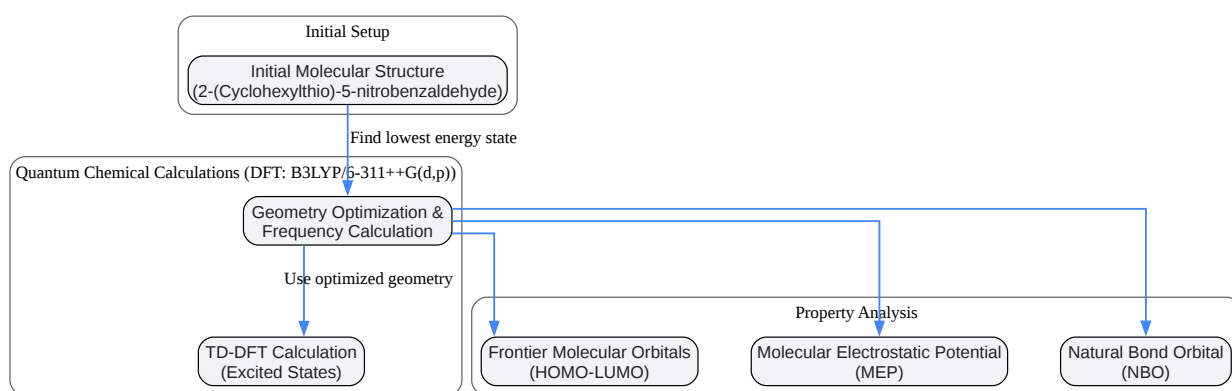 Initial Setup
Initial Molecular Structure
(2-(Cyclohexylthio)-5-nitrobenzaldehyde)
Find lowest energy state
Quantum Chemical Calculations (DFT: B3LYP/6-311++G(d,p))
Geometry Optimization &
Frequency Calculation
Use optimized geometry
Property Analysis
TD-DFT Calculation
(Excited States)
Frontier Molecular Orbitals
(HOMO-LUMO)
Molecular Electrostatic Potential
(MEP)
Natural Bond Orbital
(NBO)